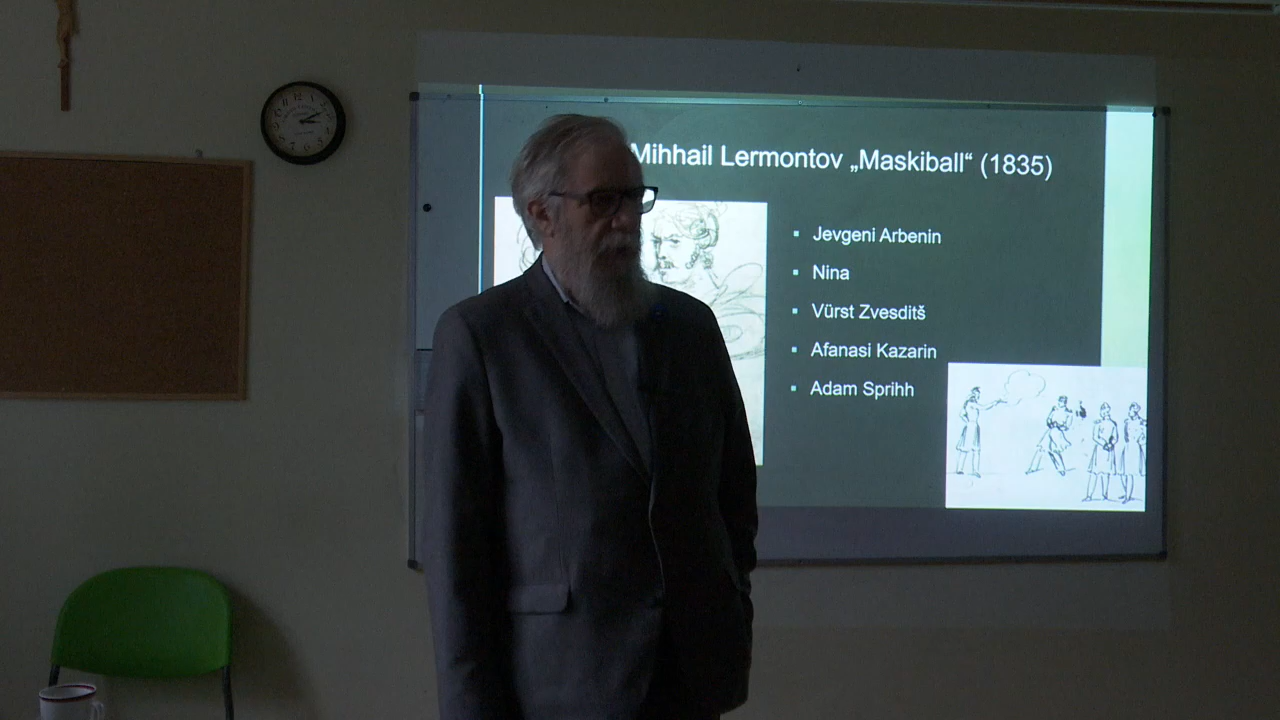 Mihhail Lermontov „Maskiball“ (1835)
Jevgeni Arbenin
Nina
Vürst Zvesditš
Afanasi Kazarin
Adam Sprihh